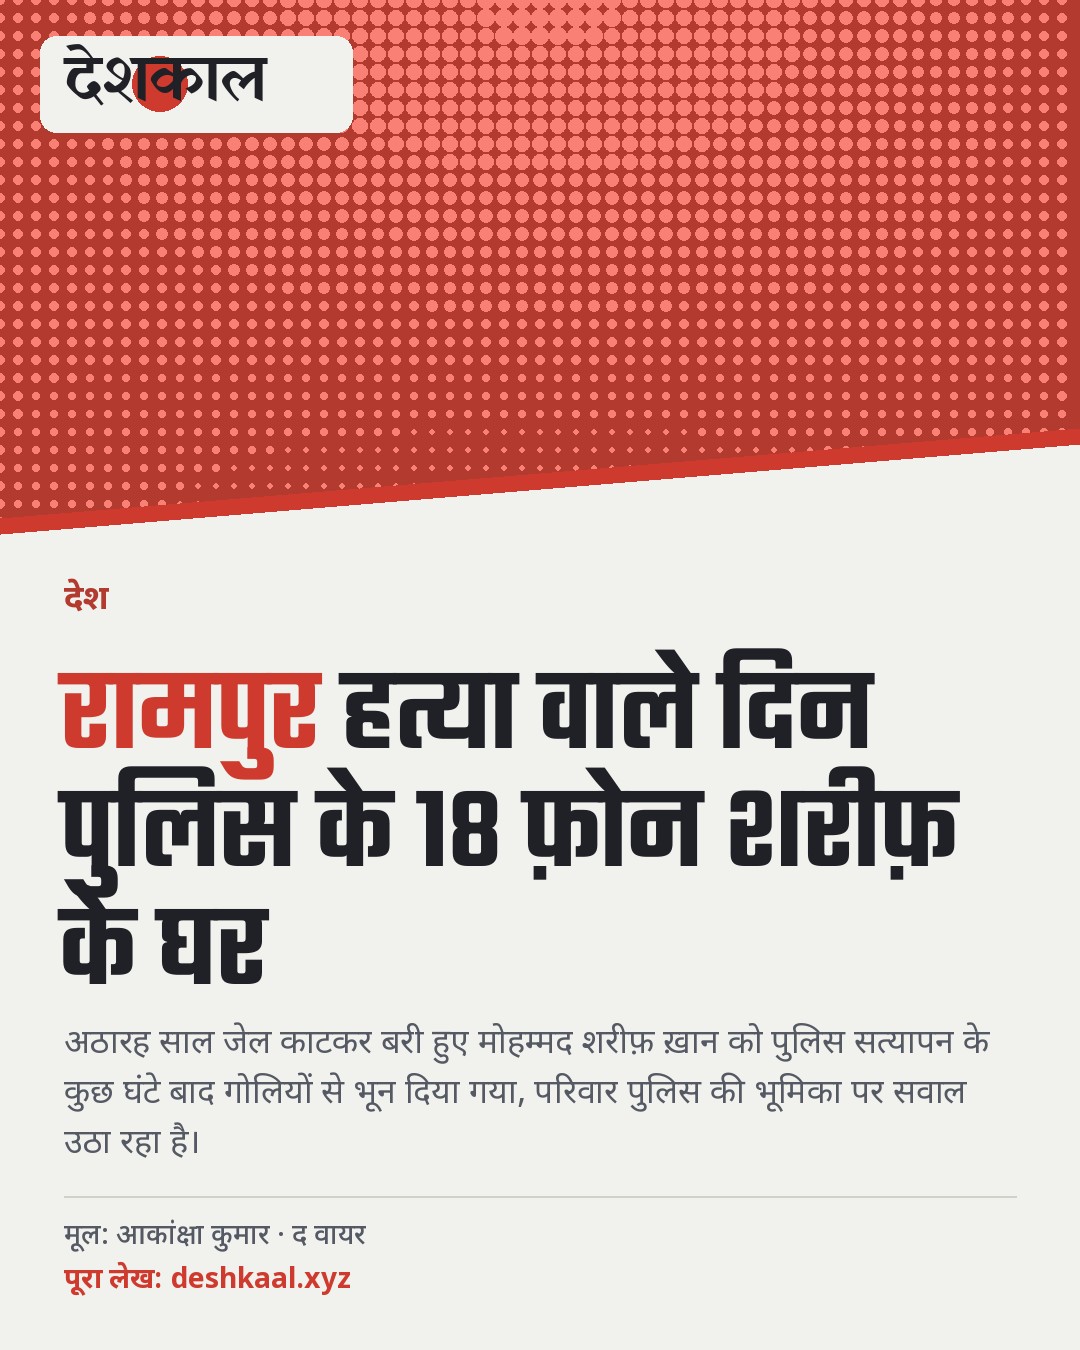 देशकाल
देश
रामपुर हत्या वाले दिन
पुलिस के 18 फ़ोन शरीफ़
के घर
अठारह साल जेल काटकर बरी हुए मोहम्मद शरीफ़ ख़ान को पुलिस सत्यापन के
कुछ घंटे बाद गोलियों से भून दिया गया, परिवार पुलिस की भूमिका पर सवाल
उठा रहा है।
मूल: आकांक्षा कुमार · द वायर
पूरा लेख: deshkaal.xyz